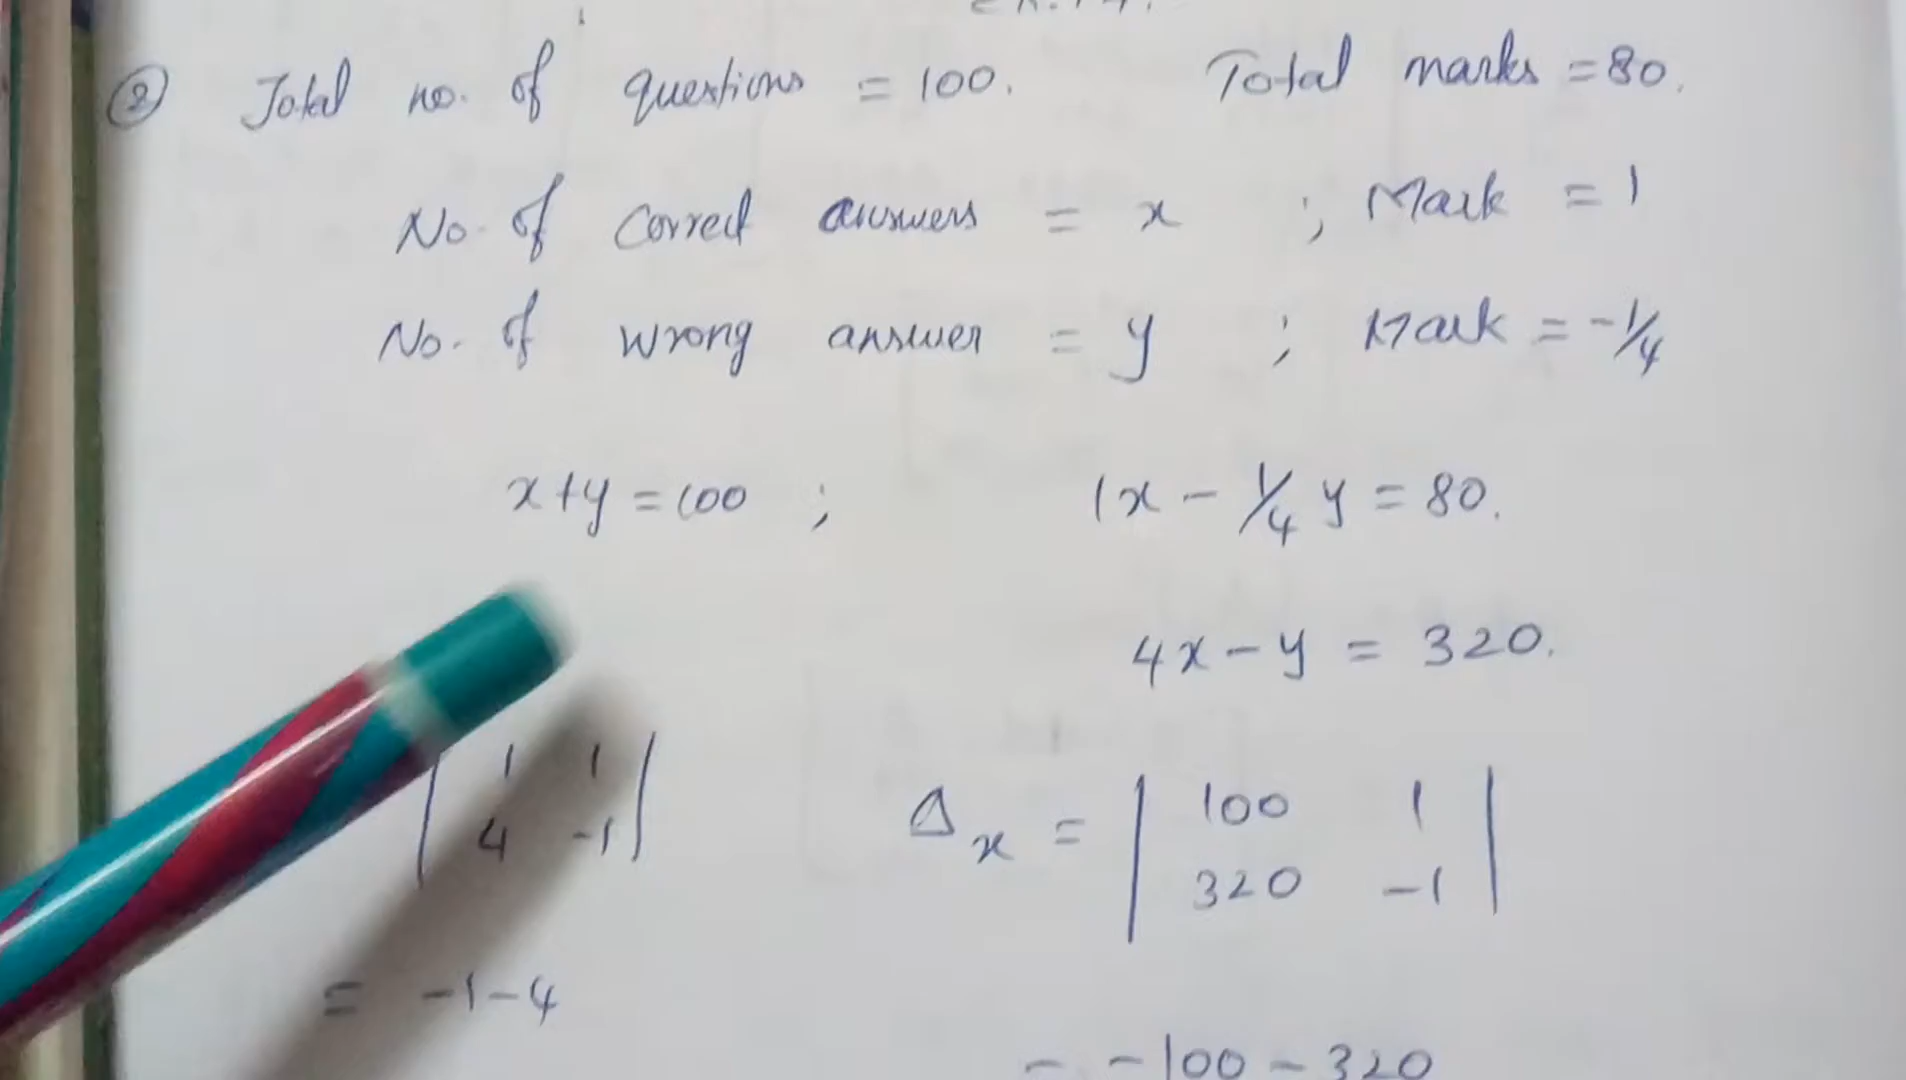 ② Total no. of questions = 100. Total marks = 80.
No. of correct answers = x ; Mark = 1
No. of wrong answer = y ; Mark = -1/4
x+y = 100 ; 1x - 1/4 y = 80.
4x - y = 320.
| 1 1 |
| 4 -1 |
Δx = | 100 1 |
| 320 -1 |
= -1-4
= -100-320